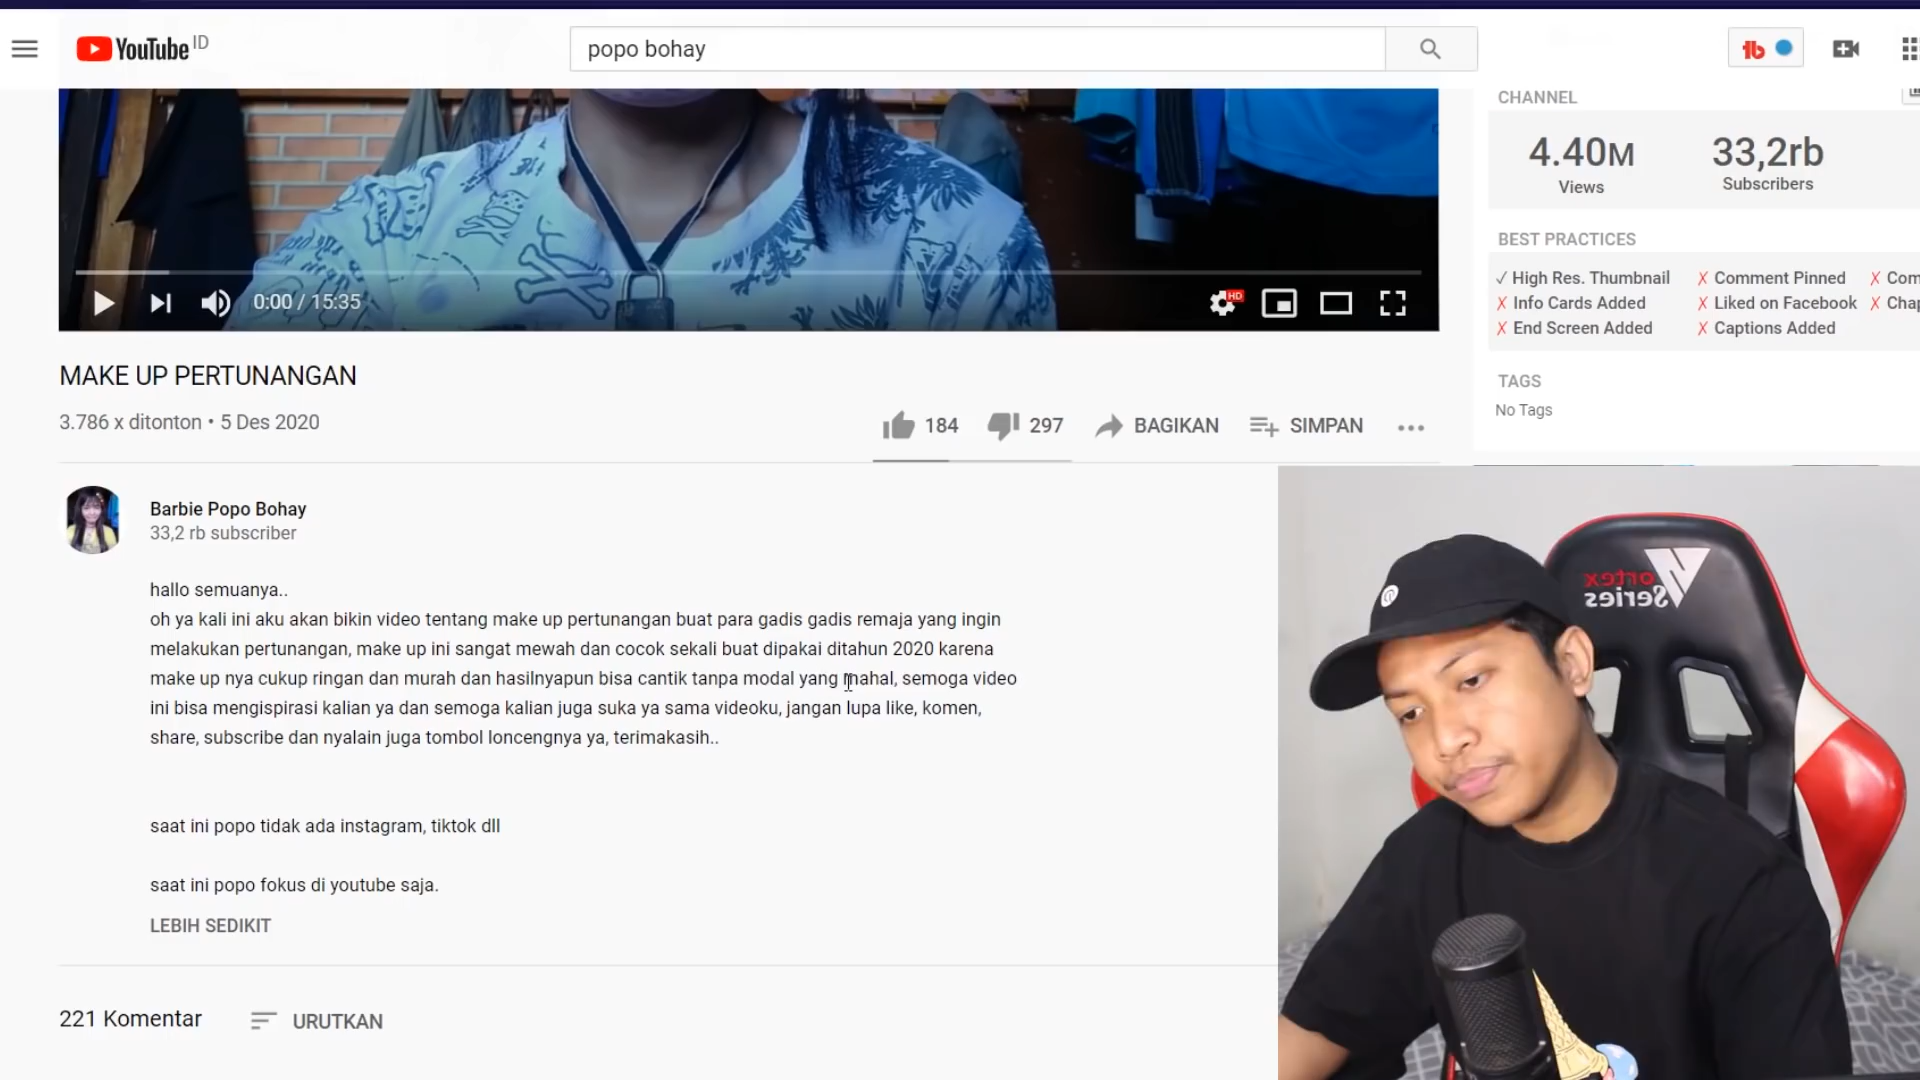 YouTube ID
popo bohay
tb
CHANNEL
4.40M
33,2rb
Views
Subscribers
BEST PRACTICES
✓ High Res. Thumbnail
✗ Comment Pinned
✗ Com
✗ Info Cards Added
✗ Liked on Facebook
✗ Chap
✗ End Screen Added
✗ Captions Added
TAGS
No Tags
0:00 / 15:35
HD
MAKE UP PERTUNANGAN
3.786 x ditonton • 5 Des 2020
184
297
BAGIKAN
SIMPAN
Barbie Popo Bohay
33,2 rb subscriber
hallo semuanya..
oh ya kali ini aku akan bikin video tentang make up pertunangan buat para gadis gadis remaja yang ingin
melakukan pertunangan, make up ini sangat mewah dan cocok sekali buat dipakai ditahun 2020 karena
make up nya cukup ringan dan murah dan hasilnyapun bisa cantik tanpa modal yang mahal, semoga video
ini bisa mengispirasi kalian ya dan semoga kalian juga suka ya sama videoku, jangan lupa like, komen,
share, subscribe dan nyalain juga tombol loncengnya ya, terimakasih..
saat ini popo tidak ada instagram, tiktok dll
saat ini popo fokus di youtube saja.
LEBIH SEDIKIT
221 Komentar
URUTKAN
ortex
Series